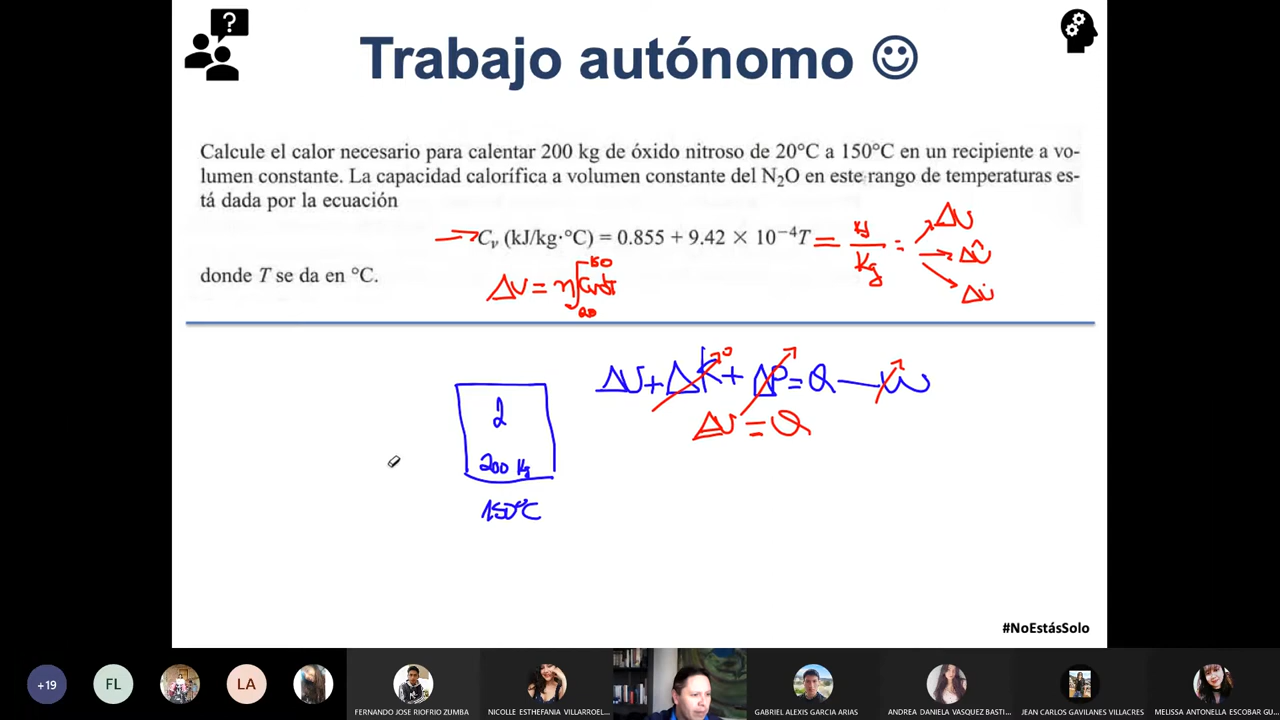 ?
Trabajo autónomo ☺
Calcule el calor necesario para calentar 200 kg de óxido nitroso de 20°C a 150°C en un recipiente a vo-
lumen constante. La capacidad calorífica a volumen constante del N₂O en este rango de temperaturas es-
tá dada por la ecuación
Cᵥ (kJ/kg·°C) = 0.855 + 9.42 × 10⁻⁴T = kJ/kg =
ΔU
ΔÛ
ΔU̇
donde T se da en °C.
ΔU = n∫₂₀¹⁵⁰ Cv dT
ΔU + ΔK + ΔP = Q — W
0
ΔU = Q
2
200 Kg
150°C
#NoEstásSolo
+19
FL
LA
FERNANDO JOSE RIOFRIO ZUMBA
NICOLLE ESTHEFANIA VILLARROEL...
GABRIEL ALEXIS GARCIA ARIAS
ANDREA DANIELA VASQUEZ BASTI...
JEAN CARLOS GAVILANES VILLACRES
MELISSA ANTONELLA ESCOBAR GU...